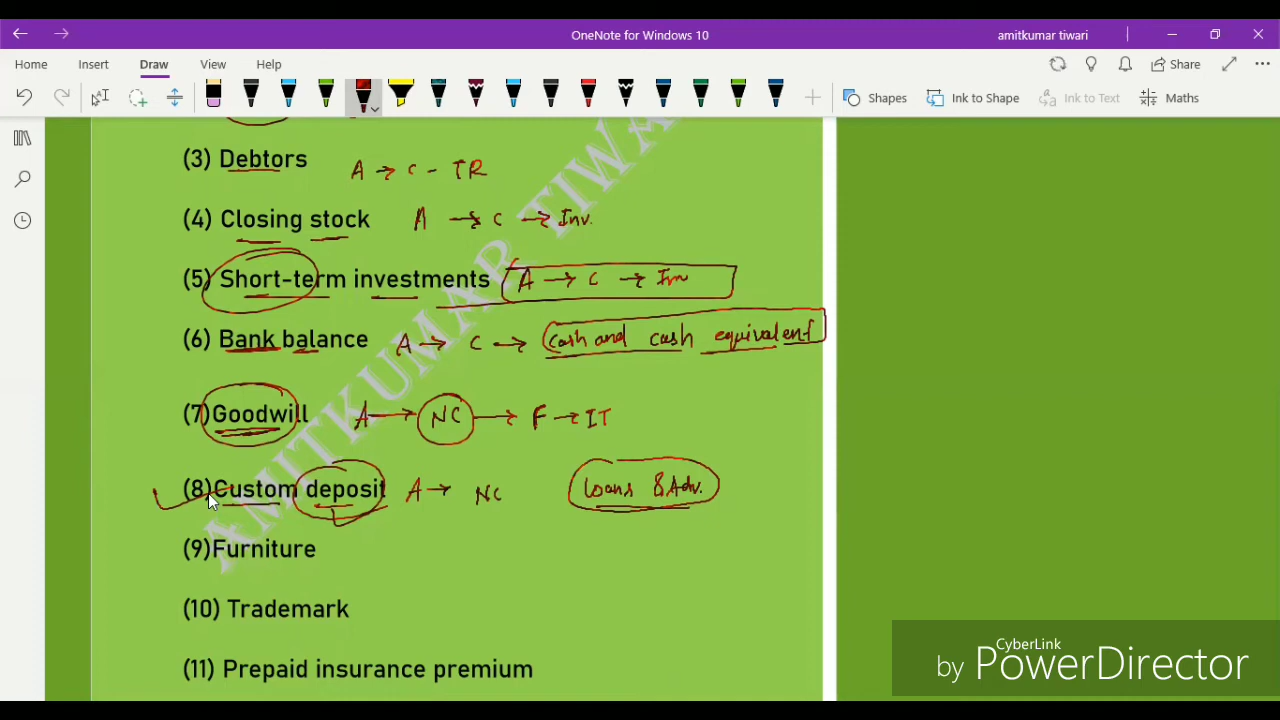 OneNote for Windows 10
amitkumar tiwari
Home Insert Draw View Help
Share
Shapes Ink to Shape Ink to Text Maths
(3) Debtors A → C - TR
(4) Closing stock A → C → Inv.
(5) Short-term investments A → C → Inv
(6) Bank balance A → C → Cash and cash equivalent
(7)Goodwill A → NC → F → IT
(8)Custom deposit A → NC Loans & Adv.
(9)Furniture
(10) Trademark
(11) Prepaid insurance premium
AMITKUMAR TIWA
by CyberLink
PowerDirector